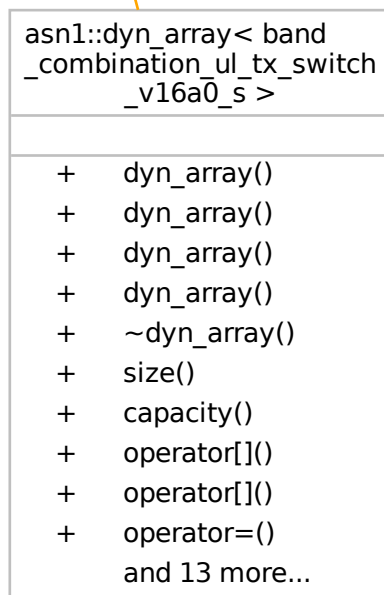 asn1::dyn_array< band
_combination_ul_tx_switch
_v16a0_s >
+ dyn_array()
+ dyn_array()
+ dyn_array()
+ dyn_array()
+ ~dyn_array()
+ size()
+ capacity()
+ operator[]()
+ operator[]()
+ operator=()
and 13 more...